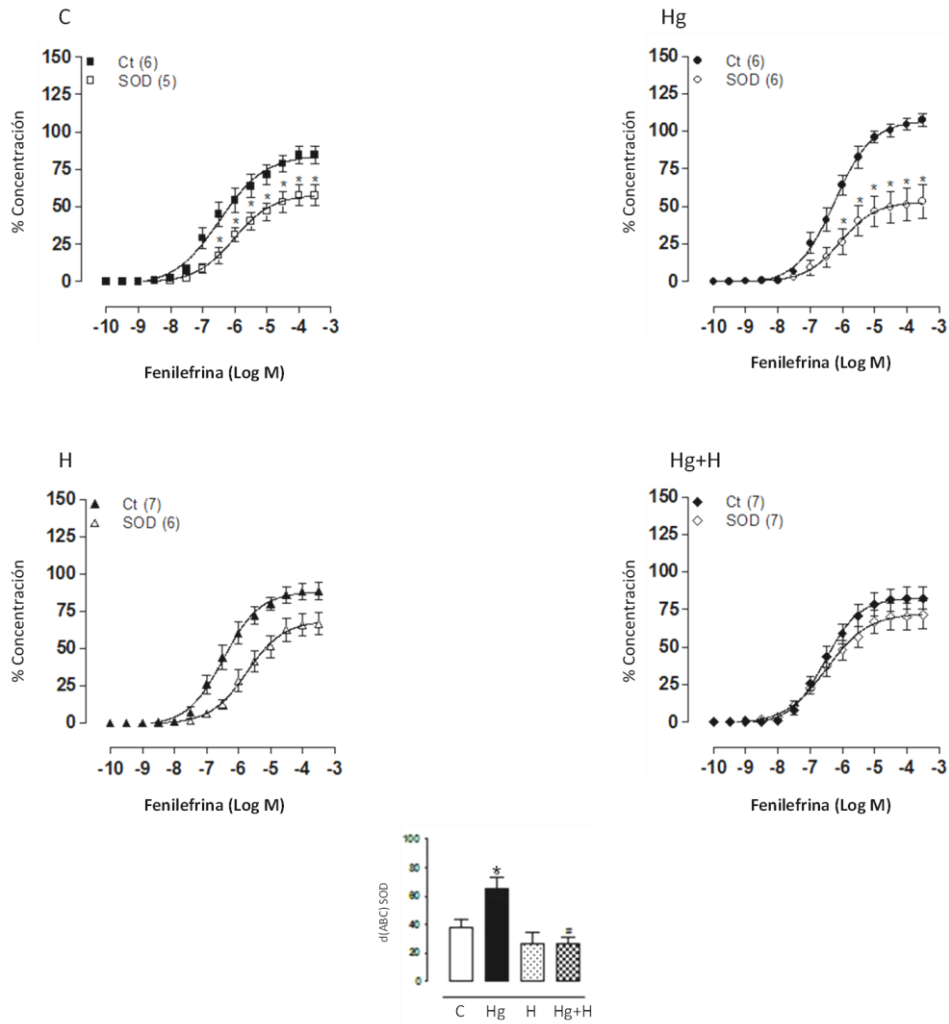 C
150
125
100
75
50
25
0
% Concentración
Ct (6)
SOD (5)
* * * * * * *
-10 -9 -8 -7 -6 -5 -4 -3
Fenilefrina (Log M)
Hg
150
125
100
75
50
25
0
% Concentración
Ct (6)
SOD (6)
* * * * * *
-10 -9 -8 -7 -6 -5 -4 -3
Fenilefrina (Log M)
H
150
125
100
75
50
25
0
% Concentración
Ct (7)
SOD (6)
-10 -9 -8 -7 -6 -5 -4 -3
Fenilefrina (Log M)
Hg+H
150
125
100
75
50
25
0
% Concentración
Ct (7)
SOD (7)
-10 -9 -8 -7 -6 -5 -4 -3
Fenilefrina (Log M)
100
80
60
40
20
0
d(ABC) SOD
*
#
C Hg H Hg+H